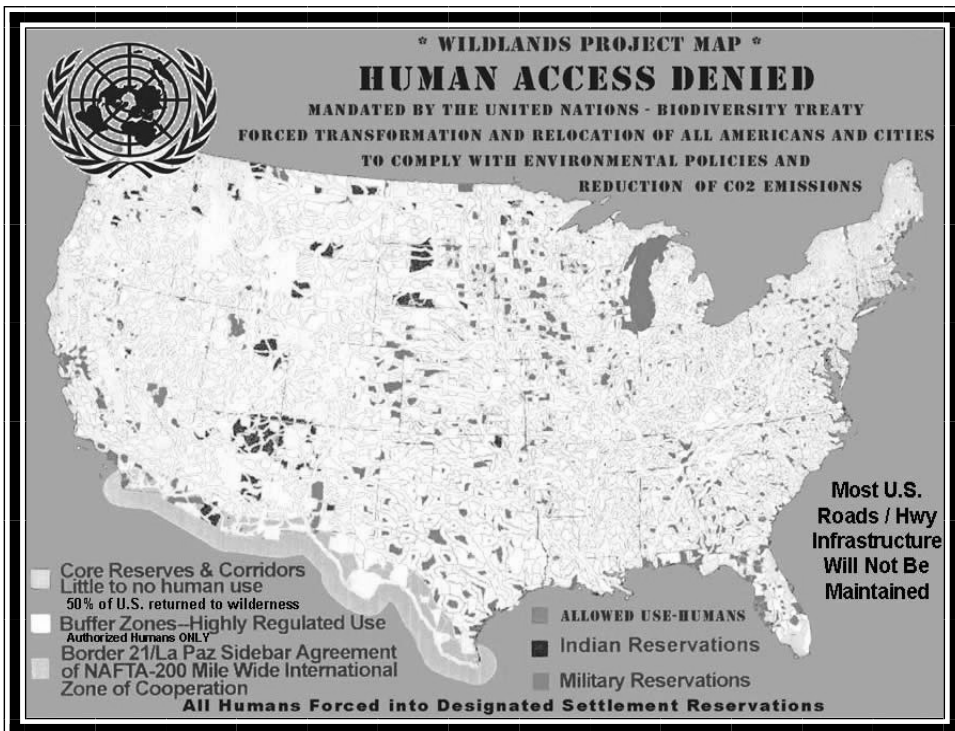 * WILDLANDS PROJECT MAP *
HUMAN ACCESS DENIED
MANDATED BY THE UNITED NATIONS - BIODIVERSITY TREATY
FORCED TRANSFORMATION AND RELOCATION OF ALL AMERICANS AND CITIES
TO COMPLY WITH ENVIRONMENTAL POLICIES AND
REDUCTION OF CO2 EMISSIONS
Most U.S.
Roads / Hwy
Infrastructure
Will Not Be
Maintained
Core Reserves & Corridors
Little to no human use
50% of U.S. returned to wilderness
Buffer Zones--Highly Regulated Use
Authorized Humans ONLY
Border 21/La Paz Sidebar Agreement
of NAFTA-200 Mile Wide International
Zone of Cooperation
ALLOWED USE-HUMANS
Indian Reservations
Military Reservations
All Humans Forced into Designated Settlement Reservations